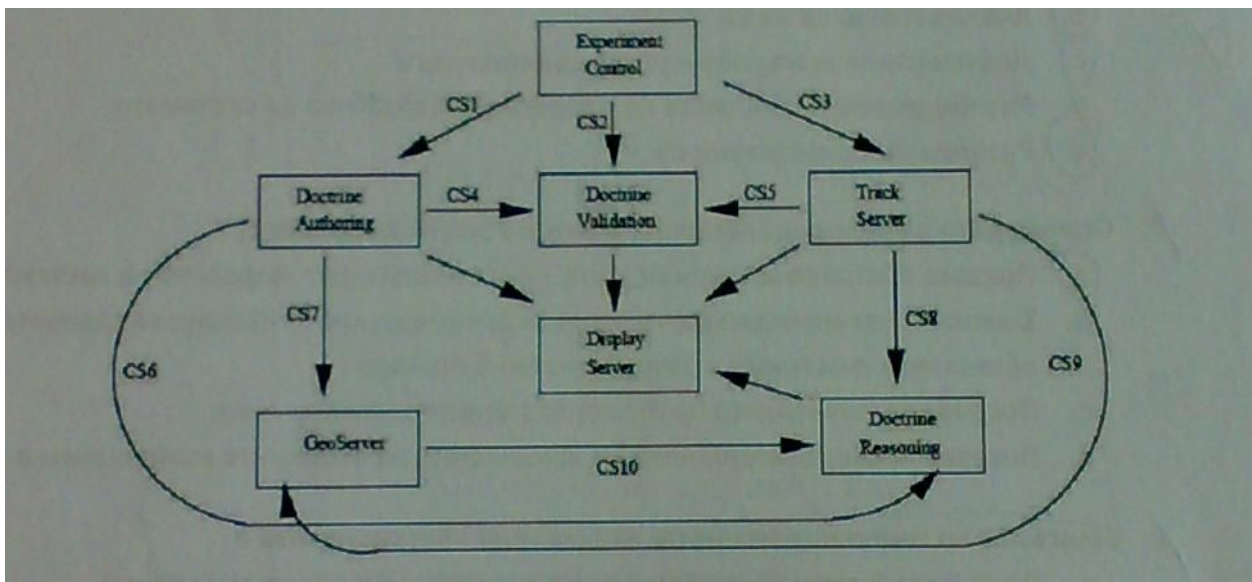 Experiment
Control
CS1
CS2
CS3
Doctrine
Authoring
CS4
Doctrine
Validation
CS5
Track
Server
CS7
Display
Server
CS8
CS6
CS9
GeoServer
CS10
Doctrine
Reasoning